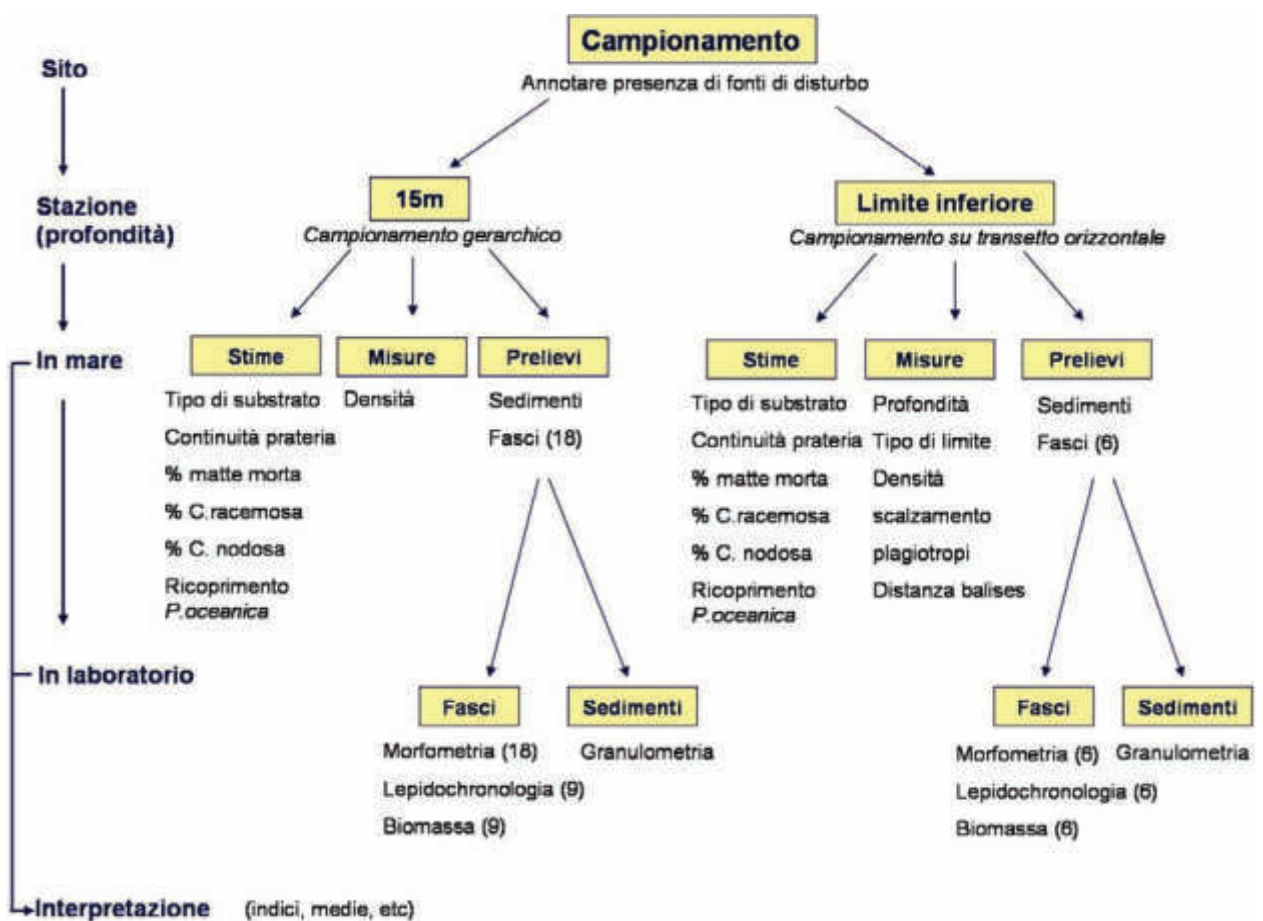 Campionamento
Annotare presenza di fonti di disturbo
Sito
Stazione
(profondità)
15m
Campionamento gerarchico
Limite inferiore
Campionamento su transetto orizzontale
In mare
Stime
Tipo di substrato
Continuità prateria
% matte morta
% C.racemosa
% C. nodosa
Ricoprimento
P.oceanica
Misure
Densità
Prelievi
Sedimenti
Fasci (18)
Stime
Tipo di substrato
Continuità prateria
% matte morta
% C.racemosa
% C. nodosa
Ricoprimento
P.oceanica
Misure
Profondità
Tipo di limite
Densità
scalzamento
plagiotropi
Distanza balises
Prelievi
Sedimenti
Fasci (6)
In laboratorio
Fasci
Morfometria (18)
Lepidochronologia (9)
Biomassa (9)
Sedimenti
Granulometria
Fasci
Morfometria (6)
Lepidochronologia (6)
Biomassa (6)
Sedimenti
Granulometria
Interpretazione (indici, medie, etc)